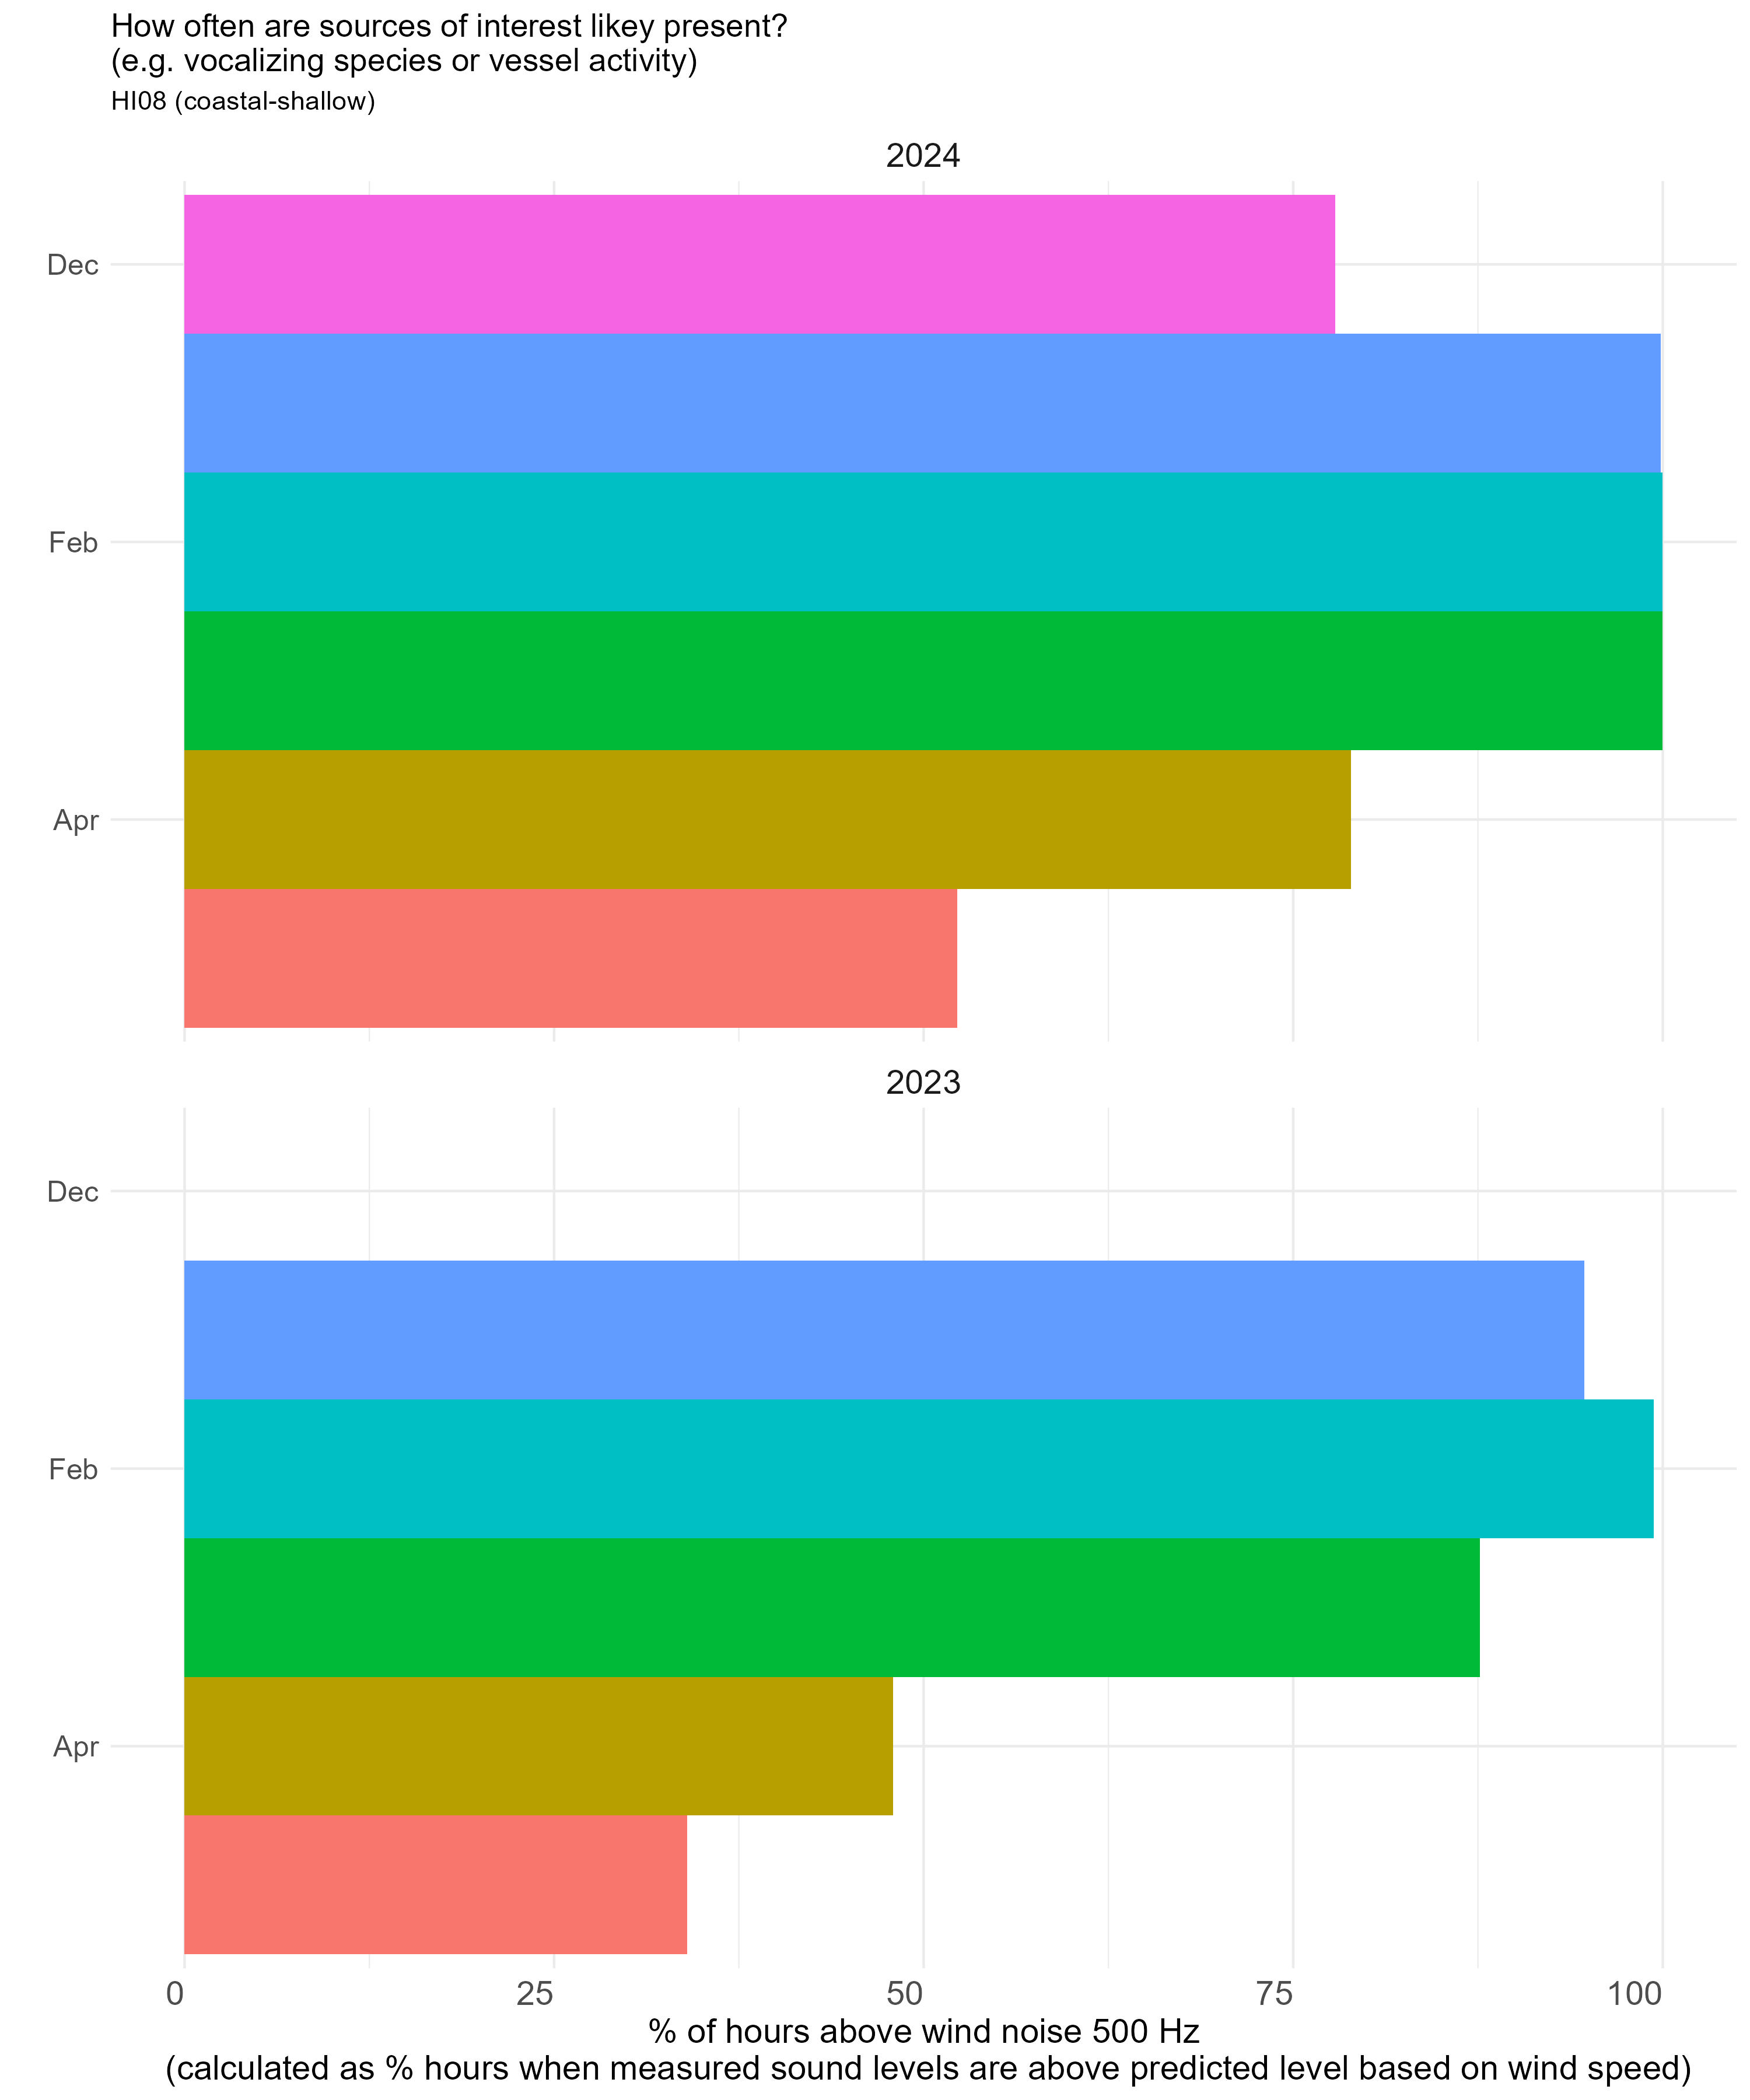 How often are sources of interest likey present?
(e.g. vocalizing species or vessel activity)
HI08 (coastal-shallow)
2024
Dec
Feb
Apr
2023
Dec
Feb
Apr
0 25 50 75 100
% of hours above wind noise 500 Hz
(calculated as % hours when measured sound levels are above predicted level based on wind speed)